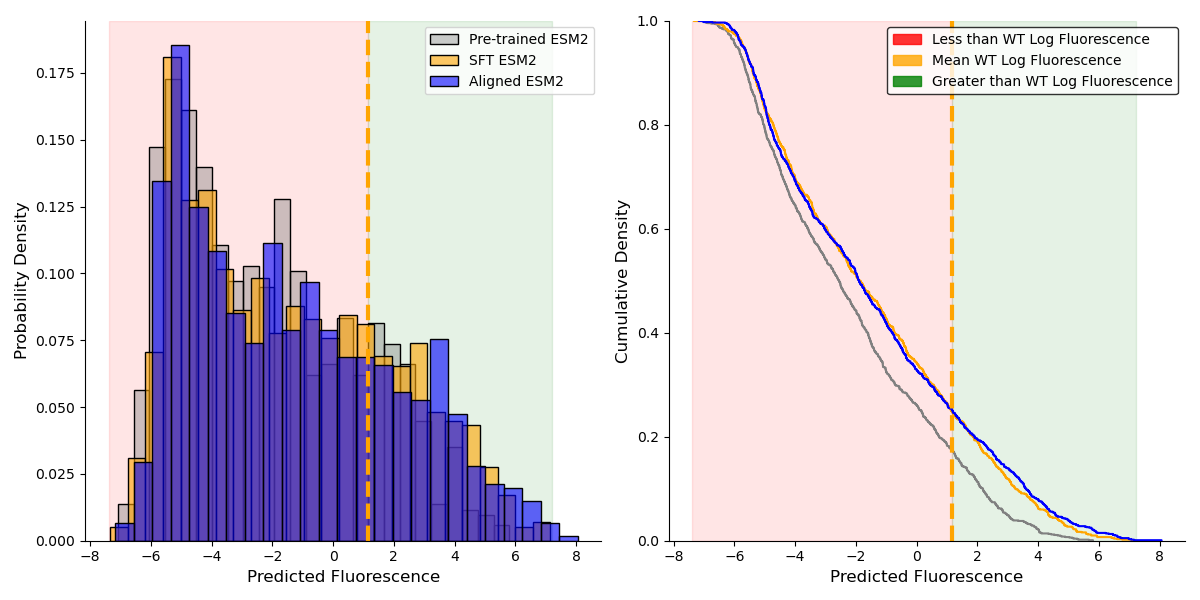 Probability Density
0.175
0.150
0.125
0.100
0.075
0.050
0.025
0.000
−8 −6 −4 −2 0 2 4 6 8
Predicted Fluorescence
Pre-trained ESM2
SFT ESM2
Aligned ESM2
Cumulative Density
1.0
0.8
0.6
0.4
0.2
0.0
−8 −6 −4 −2 0 2 4 6 8
Predicted Fluorescence
Less than WT Log Fluorescence
Mean WT Log Fluorescence
Greater than WT Log Fluorescence